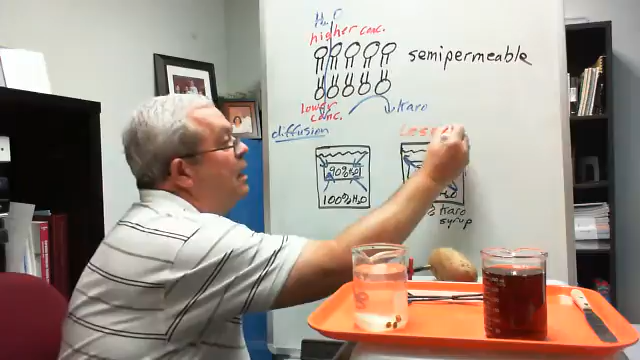 H₂O
higher conc.
semipermeable
lower
conc.
Karo
diffusion
90% H₂O
100% H₂O
% Karo
syrup